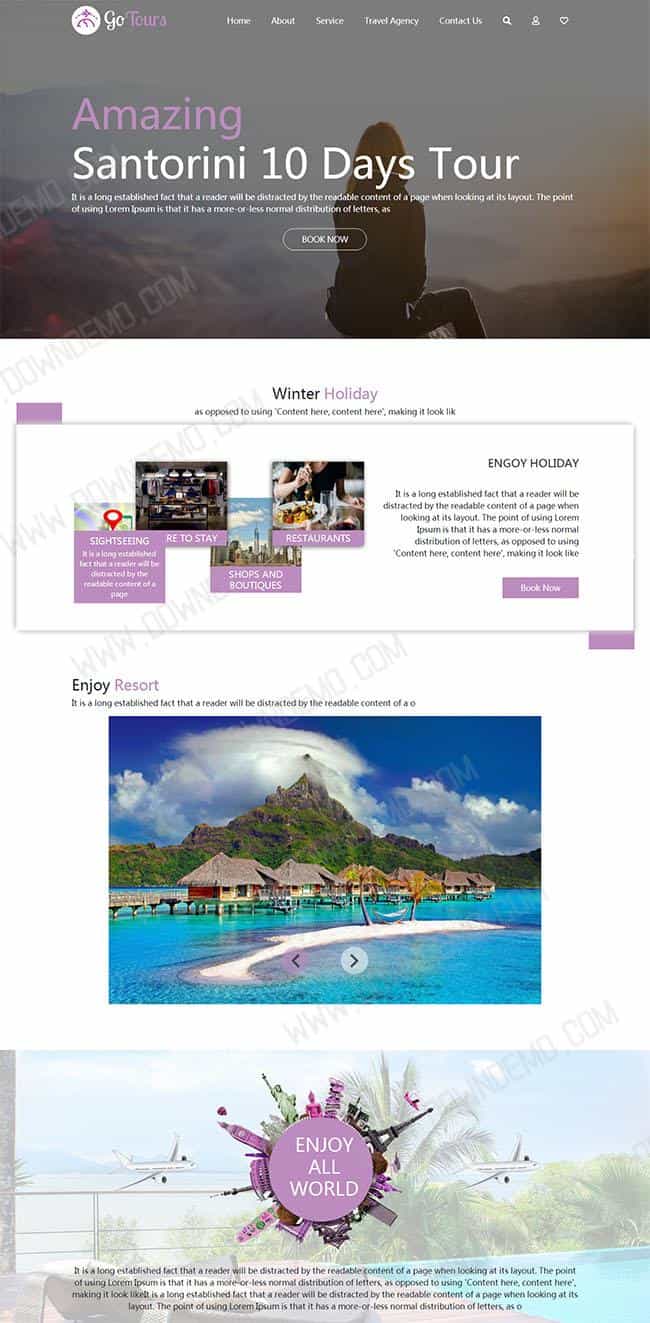 Go Tours
Home About Service Travel Agency Contact Us
Amazing
Santorini 10 Days Tour
It is a long established fact that a reader will be distracted by the readable content of a page when looking at its layout. The point
of using Lorem Ipsum is that it has a more-or-less normal distribution of letters, as
BOOK NOW
Winter Holiday
as opposed to using 'Content here, content here', making it look lik
SIGHTSEEING
It is a long established
fact that a reader will be
distracted by the
readable content of a
page
RE TO STAY
SHOPS AND
BOUTIQUES
RESTAURANTS
ENGOY HOLIDAY
It is a long established fact that a reader will be
distracted by the readable content of a page when
looking at its layout. The point of using Lorem
Ipsum is that it has a more-or-less normal
distribution of letters, as opposed to using
'Content here, content here', making it look like
Book Now
Enjoy Resort
It is a long established fact that a reader will be distracted by the readable content of a o
ENJOY
ALL
WORLD
It is a long established fact that a reader will be distracted by the readable content of a page when looking at its layout. The point
of using Lorem Ipsum is that it has a more-or-less normal distribution of letters, as opposed to using 'Content here, content here',
making it look likeIt is a long established fact that a reader will be distracted by the readable content of a page when looking at its
layout. The point of using Lorem Ipsum is that it has a more-or-less normal distribution of letters, as o
WWW.DOWNDEMO.COM